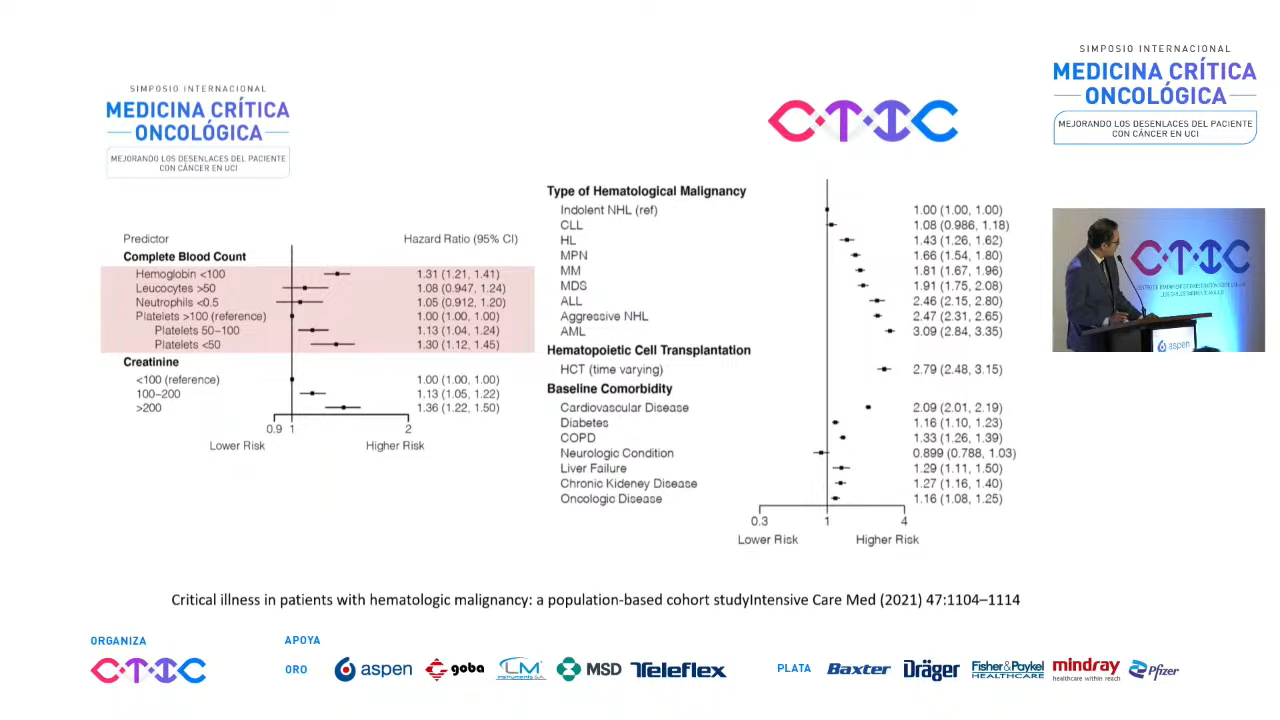 SIMPOSIO INTERNACIONAL
MEDICINA CRÍTICA
ONCOLÓGICA
MEJORANDO LOS DESENLACES DEL PACIENTE
CON CÁNCER EN UCI
CTIC
SIMPOSIO INTERNACIONAL
MEDICINA CRÍTICA
ONCOLÓGICA
MEJORANDO LOS DESENLACES DEL PACIENTE
CON CÁNCER EN UCI
Predictor Hazard Ratio (95% CI)
Complete Blood Count
Hemoglobin <100 1.31 (1.21, 1.41)
Leucocytes >50 1.08 (0.947, 1.24)
Neutrophils <0.5 1.05 (0.912, 1.20)
Platelets >100 (reference) 1.00 (1.00, 1.00)
Platelets 50–100 1.13 (1.04, 1.24)
Platelets <50 1.30 (1.12, 1.45)
Creatinine
<100 (reference) 1.00 (1.00, 1.00)
100–200 1.13 (1.05, 1.22)
>200 1.36 (1.22, 1.50)
0.9 1 2
Lower Risk Higher Risk
Type of Hematological Malignancy
Indolent NHL (ref) 1.00 (1.00, 1.00)
CLL 1.08 (0.986, 1.18)
HL 1.43 (1.26, 1.62)
MPN 1.66 (1.54, 1.80)
MM 1.81 (1.67, 1.96)
MDS 1.91 (1.75, 2.08)
ALL 2.46 (2.15, 2.80)
Aggressive NHL 2.47 (2.31, 2.65)
AML 3.09 (2.84, 3.35)
Hematopoietic Cell Transplantation
HCT (time varying) 2.79 (2.48, 3.15)
Baseline Comorbidity
Cardiovascular Disease 2.09 (2.01, 2.19)
Diabetes 1.16 (1.10, 1.23)
COPD 1.33 (1.26, 1.39)
Neurologic Condition 0.899 (0.788, 1.03)
Liver Failure 1.29 (1.11, 1.50)
Chronic Kideney Disease 1.27 (1.16, 1.40)
Oncologic Disease 1.16 (1.08, 1.25)
0.3 1 4
Lower Risk Higher Risk
CTIC
aspen
Critical illness in patients with hematologic malignancy: a population-based cohort studyIntensive Care Med (2021) 47:1104–1114
ORGANIZA
CTIC
APOYA
ORO aspen goba LM instruments S.A. MSD Teleflex
PLATA Baxter Dräger Fisher & Paykel HEALTHCARE mindray healthcare within reach Pfizer